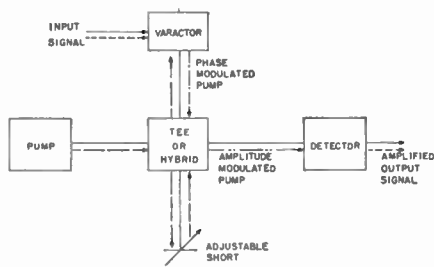 INPUT
SIGNAL
VARACTOR
PHASE
MODULATED
PUMP
PUMP
TEE
OR
HYBRID
AMPLITUDE
MODULATED
PUMP
DETECTOR
AMPLIFIED
OUTPUT
SIGNAL
ADJUSTABLE
SHORT